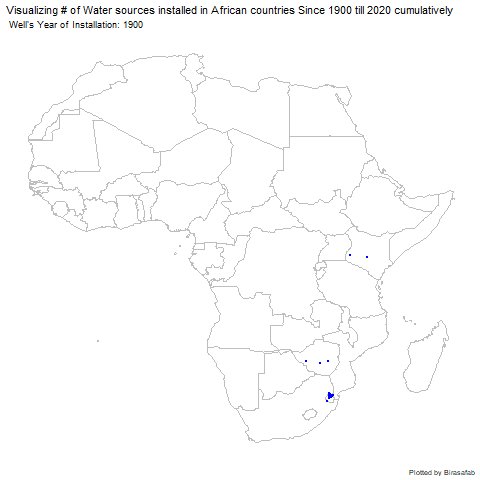 Visualizing # of Water sources installed in African countries Since 1900 till 2020 cumulatively
Well's Year of Installation: 1900
Plotted by Birasafab